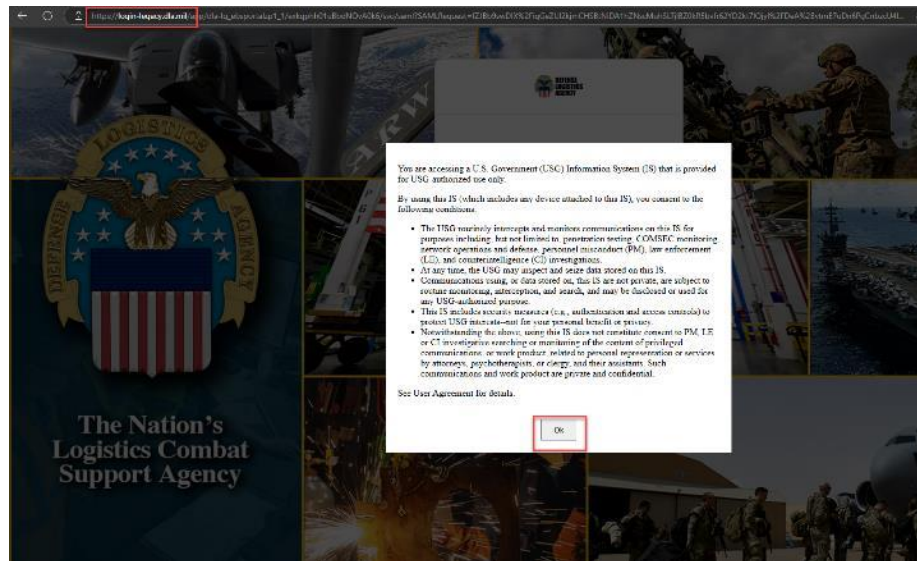 https://login-legacy.dla.mil/
DEFENSE
LOGISTICS
AGENCY
DEFENSE LOGISTICS AGENCY
You are accessing a U.S. Government (USG) Information System (IS) that is provided
for USG authorized use only.
By using this IS (which includes any device attached to this IS), you consent to the
following conditions:
• The USG routinely intercepts and monitors communications on this IS for
purposes including, but not limited to, penetration testing, COMSEC monitoring
network operations and defense, personnel misconduct (PM), law enforcement
(LE), and counterintelligence (CI) investigations.
• At any time, the USG may inspect and seize data stored on this IS.
• Communications using, or data stored on, this IS are not private, are subject to
routine monitoring, interception, and search, and may be disclosed or used for
any USG-authorized purpose.
• This IS includes security measures (e.g., authentication and access controls) to
protect USG interests--not for your personal benefit or privacy.
• Notwithstanding the above, using this IS does not constitute consent to PM, LE
or CI investigative searching or monitoring of the content of privileged
communications, or work product, related to personal representation or services
by attorneys, psychotherapists, or clergy, and their assistants. Such
communications and work product are private and confidential.
See User Agreement for details.
Ok
The Nation's
Logistics Combat
Support Agency